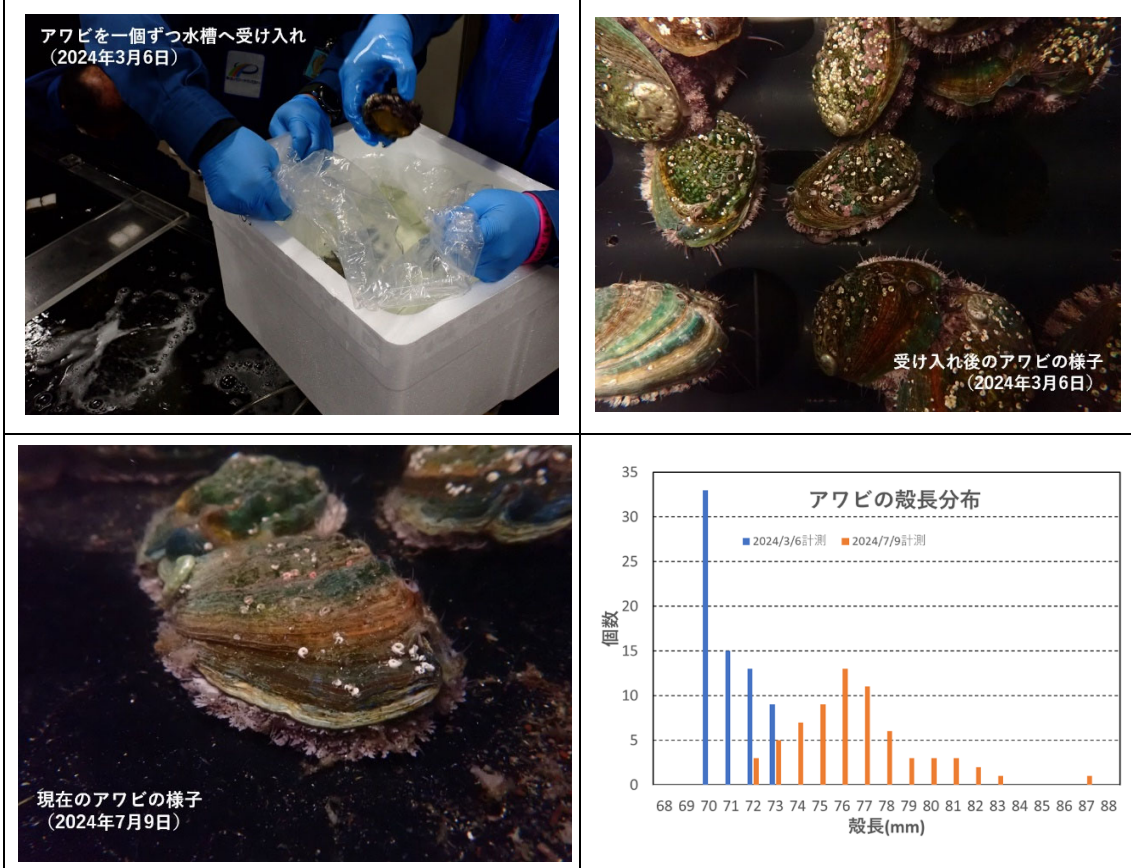 アワビを一個ずつ水槽へ受け入れ
（2024年3月6日）
受け入れ後のアワビの様子
（2024年3月6日）
現在のアワビの様子
（2024年7月9日）
アワビの殻長分布
2024/3/6計測 2024/7/9計測
個数
35
30
25
20
15
10
5
0
68 69 70 71 72 73 74 75 76 77 78 79 80 81 82 83 84 85 86 87 88
殻長(mm)